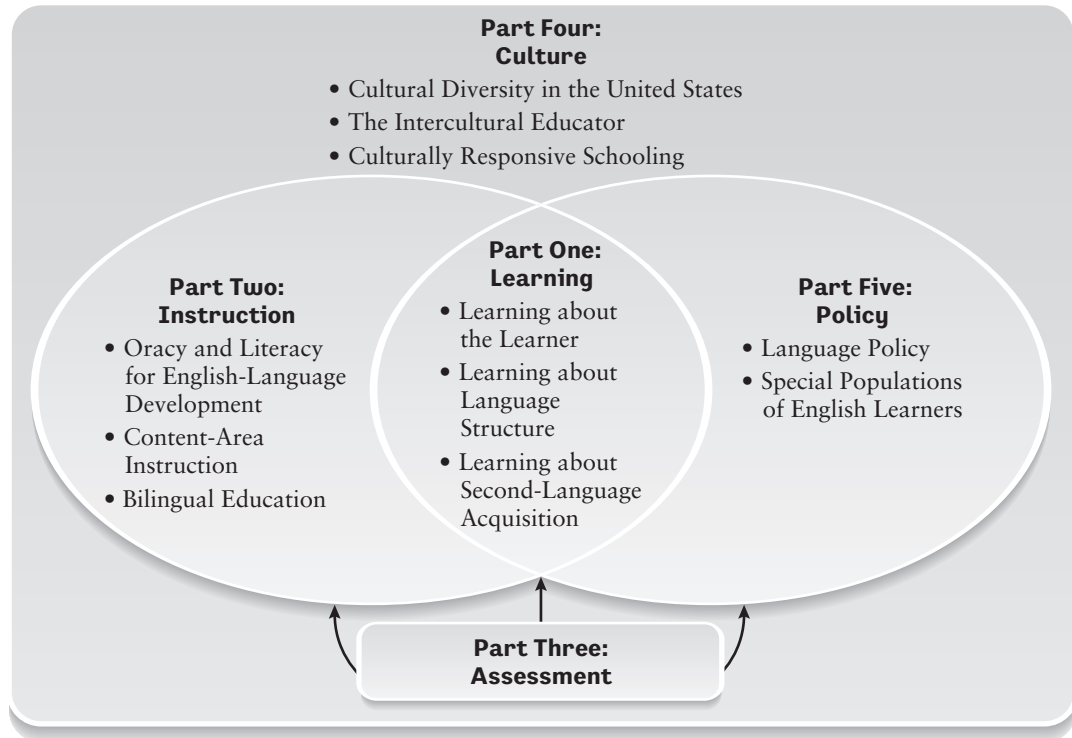 Part Four:
Culture
• Cultural Diversity in the United States
• The Intercultural Educator
• Culturally Responsive Schooling
Part Two:
Instruction
• Oracy and Literacy
for English-Language
Development
• Content-Area
Instruction
• Bilingual Education
Part One:
Learning
• Learning about
the Learner
• Learning about
Language
Structure
• Learning about
Second-Language
Acquisition
Part Five:
Policy
• Language Policy
• Special Populations
of English Learners
Part Three:
Assessment